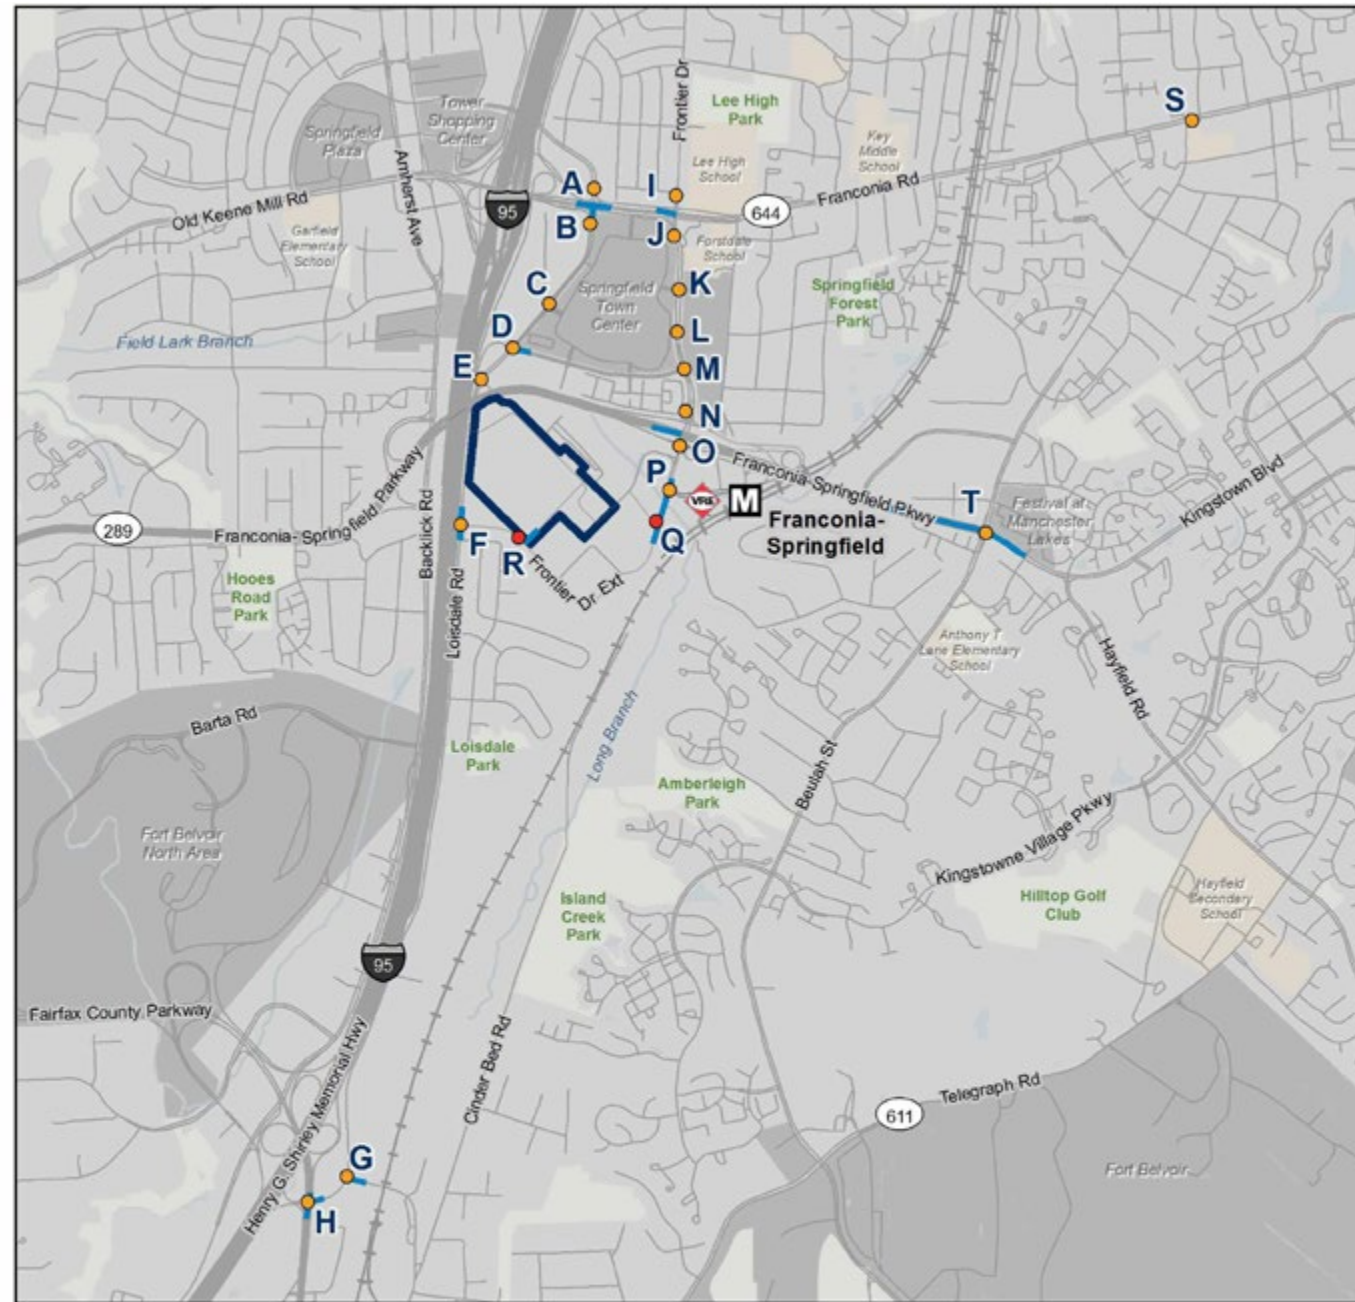 Frontier Dr
Lee High
Park
S
Tower
Shopping
Center
Springfield
Plaza
Key
Middle
School
Lee High
School
Amherst Ave
A
I
95
644
Franconia Rd
Old Keene Mill Rd
B
J
Garfield
Elementary
School
Forstdale
School
C
K
Springfield
Town
Center
Springfield
Forest
Park
D
L
Field Lark Branch
E
M
N
O
P
Franconia-Springfield Pkwy
Kingstown Blvd
VRE
M
T
Festival at
Manchester
Lakes
289
Franconia-Springfield Parkway
Backlick Rd
Franconia-
Springfield
F
Q
R
Frontier Dr Ext
Hooes
Road
Park
Loisdale Rd
Anthony T
Lane Elementary
School
Hayfield Rd
Barta Rd
Long Branch
Loisdale
Park
Beulah St
Amberleigh
Park
Fort Belvoir
North Area
Kingstowne Village Pkwy
Hilltop Golf
Club
Hayfield
Secondary
School
Island
Creek
Park
95
Fairfax County Parkway
Henry G. Shirley Memorial Hwy
Cinder Bed Rd
Telegraph Rd
611
G
Fort Belvoir
H